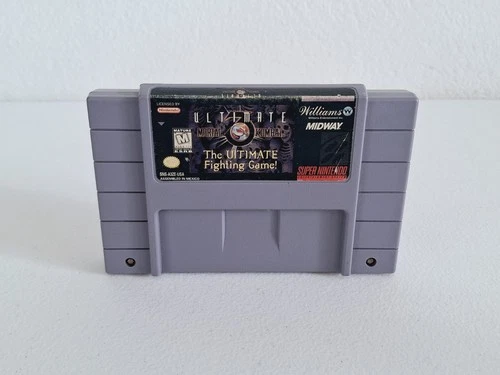 LICENSED BY
Nintendo
ULTIMATE
MORTAL KOMBAT
The ULTIMATE
Fighting Game!
MATURE
M
SNS-A3ZE-USA
ASSEMBLED IN MEXICO
Williams
MIDWAY
SUPER NINTENDO